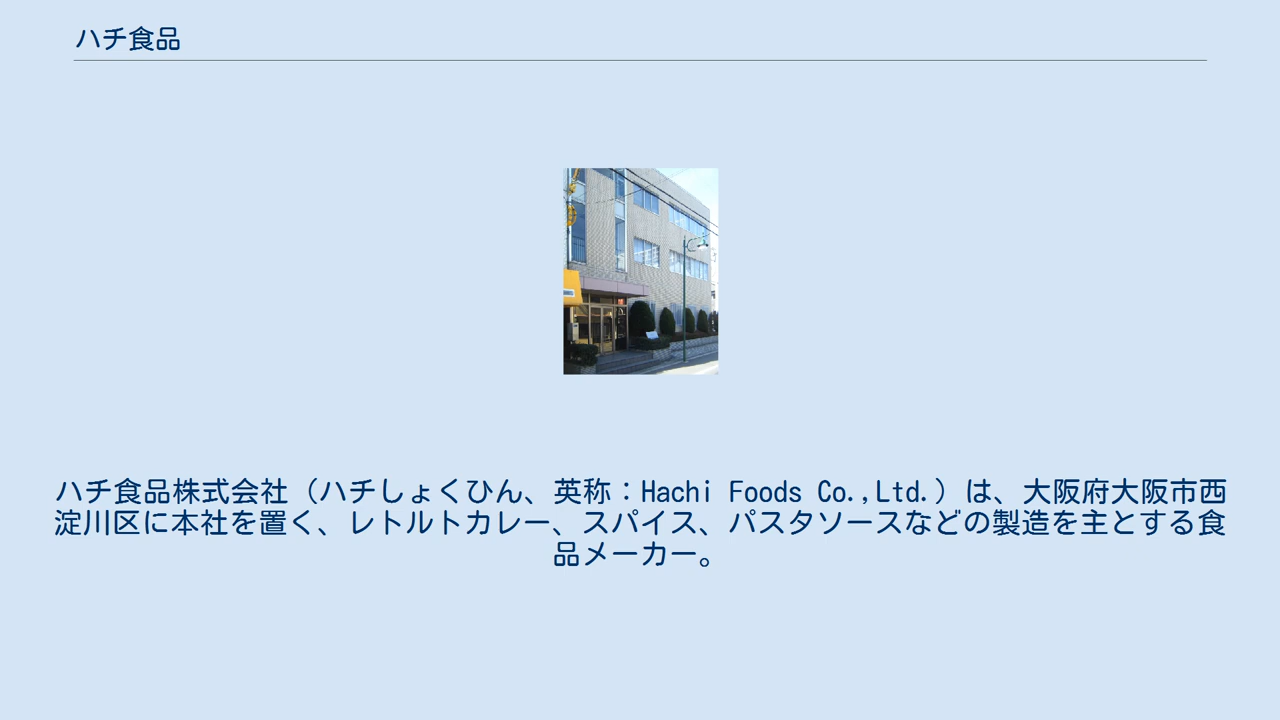 ハチ食品
ハチ食品株式会社（ハチしょくひん、英称：Hachi Foods Co.,Ltd.）は、大阪府大阪市西
淀川区に本社を置く、レトルトカレー、スパイス、パスタソースなどの製造を主とする食
品メーカー。